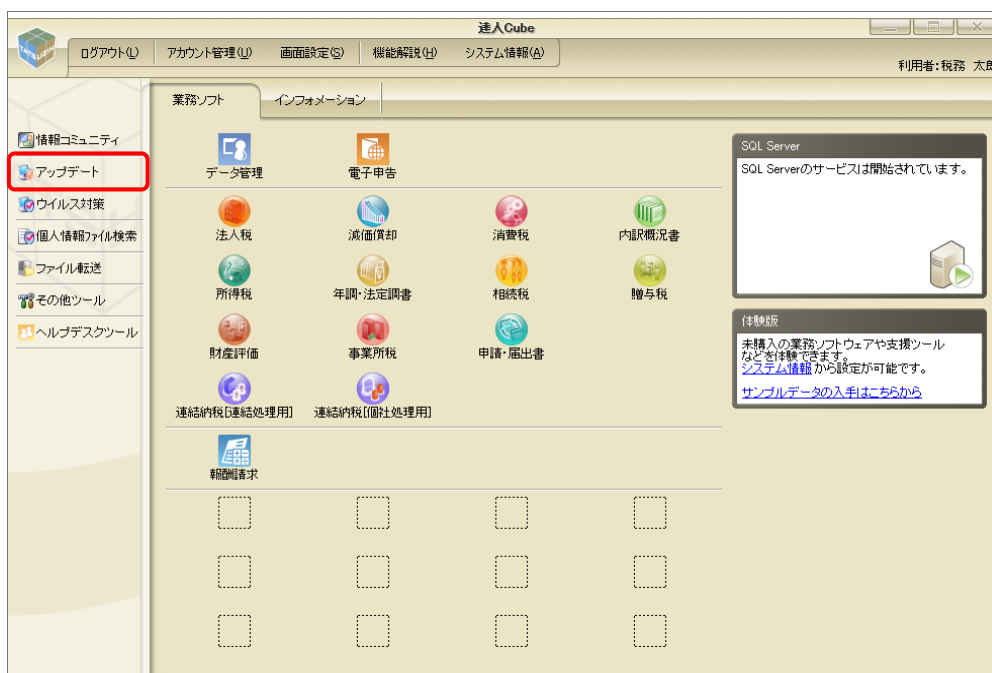 達人Cube
TATSUZIN
ログアウト(L)
アカウント管理(U)
画面設定(S)
機能解説(H)
システム情報(A)
利用者:税務 太郎
業務ソフト
インフォメーション
情報コミュニティ
アップデート
ウイルス対策
個人情報ファイル検索
ファイル転送
その他ツール
ヘルプデスクツール
データ管理
電子申告
法人税
減価償却
消費税
内訳概況書
所得税
年調・法定調書
相続税
贈与税
財産評価
事業所税
申請・届出書
連結納税[連結処理用]
連結納税[個社処理用]
報酬請求
SQL Server
SQL Serverのサービスは開始されています。
体験版
未購入の業務ソフトウェアや支援ツール
などを体験できます。
システム情報から設定が可能です。
サンプルデータの入手はこちらから